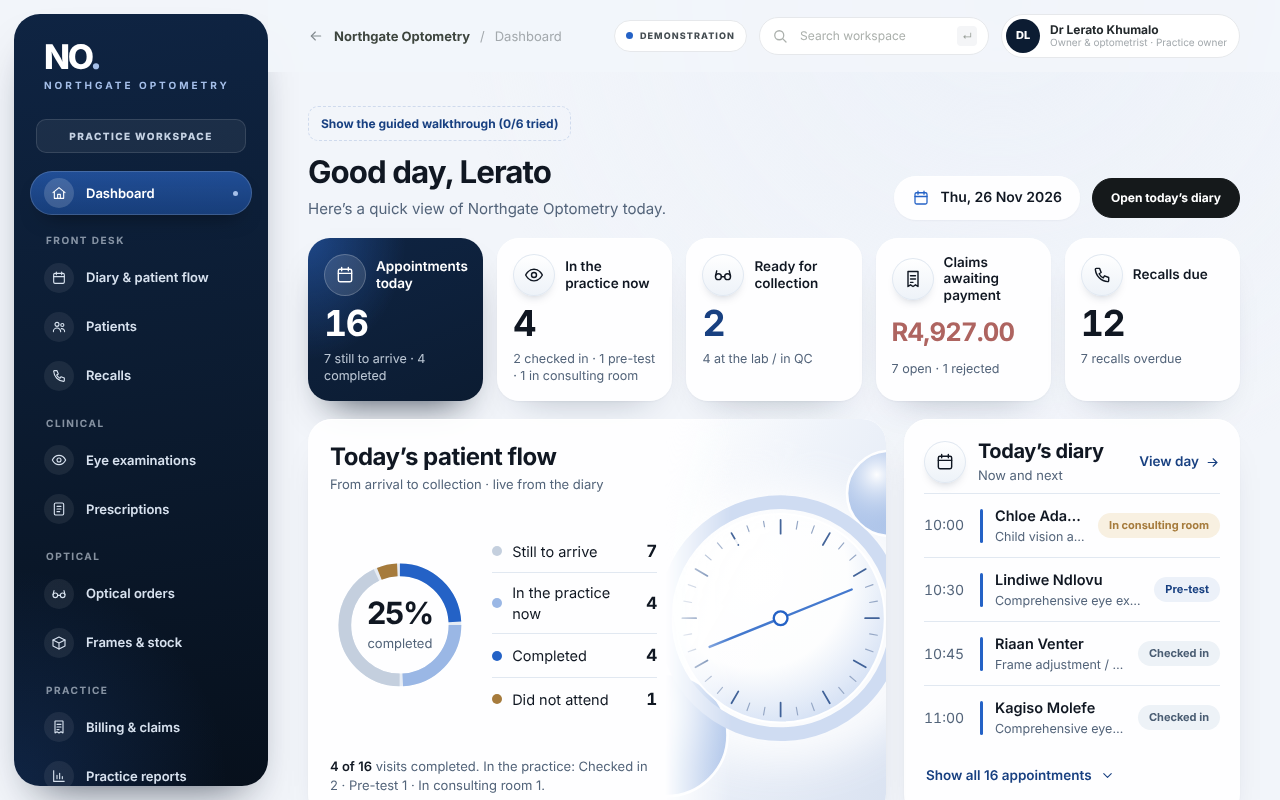 NO.
NORTHGATE OPTOMETRY
PRACTICE WORKSPACE
Dashboard
FRONT DESK
Diary & patient flow
Patients
Recalls
CLINICAL
Eye examinations
Prescriptions
OPTICAL
Optical orders
Frames & stock
PRACTICE
Billing & claims
Practice reports
Northgate Optometry / Dashboard
DEMONSTRATION
Search workspace
DL
Dr Lerato Khumalo
Owner & optometrist · Practice owner
Show the guided walkthrough (0/6 tried)
Good day, Lerato
Here’s a quick view of Northgate Optometry today.
Thu, 26 Nov 2026
Open today’s diary
Appointments
today
16
7 still to arrive · 4
completed
In the
practice now
4
2 checked in · 1 pre-test
· 1 in consulting room
Ready for
collection
2
4 at the lab / in QC
Claims
awaiting
payment
R4,927.00
7 open · 1 rejected
Recalls due
12
7 recalls overdue
Today’s patient flow
From arrival to collection · live from the diary
25%
completed
Still to arrive 7
In the practice
now 4
Completed 4
Did not attend 1
4 of 16 visits completed. In the practice: Checked in
2 · Pre-test 1 · In consulting room 1.
Today’s diary
Now and next
View day
10:00 Chloe Ada... In consulting room
Child vision a...
10:30 Lindiwe Ndlovu Pre-test
Comprehensive eye ex...
10:45 Riaan Venter Checked in
Frame adjustment / ...
11:00 Kagiso Molefe Checked in
Comprehensive eye...
Show all 16 appointments